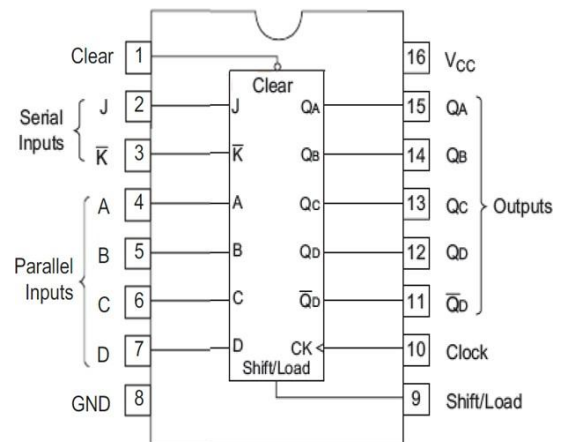 Clear 1 16 VCC
Clear
Serial Inputs J 2 J QA 15 QA
K̅ 3 K̅ QB 14 QB
Parallel Inputs A 4 A QC 13 QC Outputs
B 5 B QD 12 QD
C 6 C Q̅D 11 Q̅D
D 7 D CK 10 Clock
Shift/Load
GND 8 9 Shift/Load